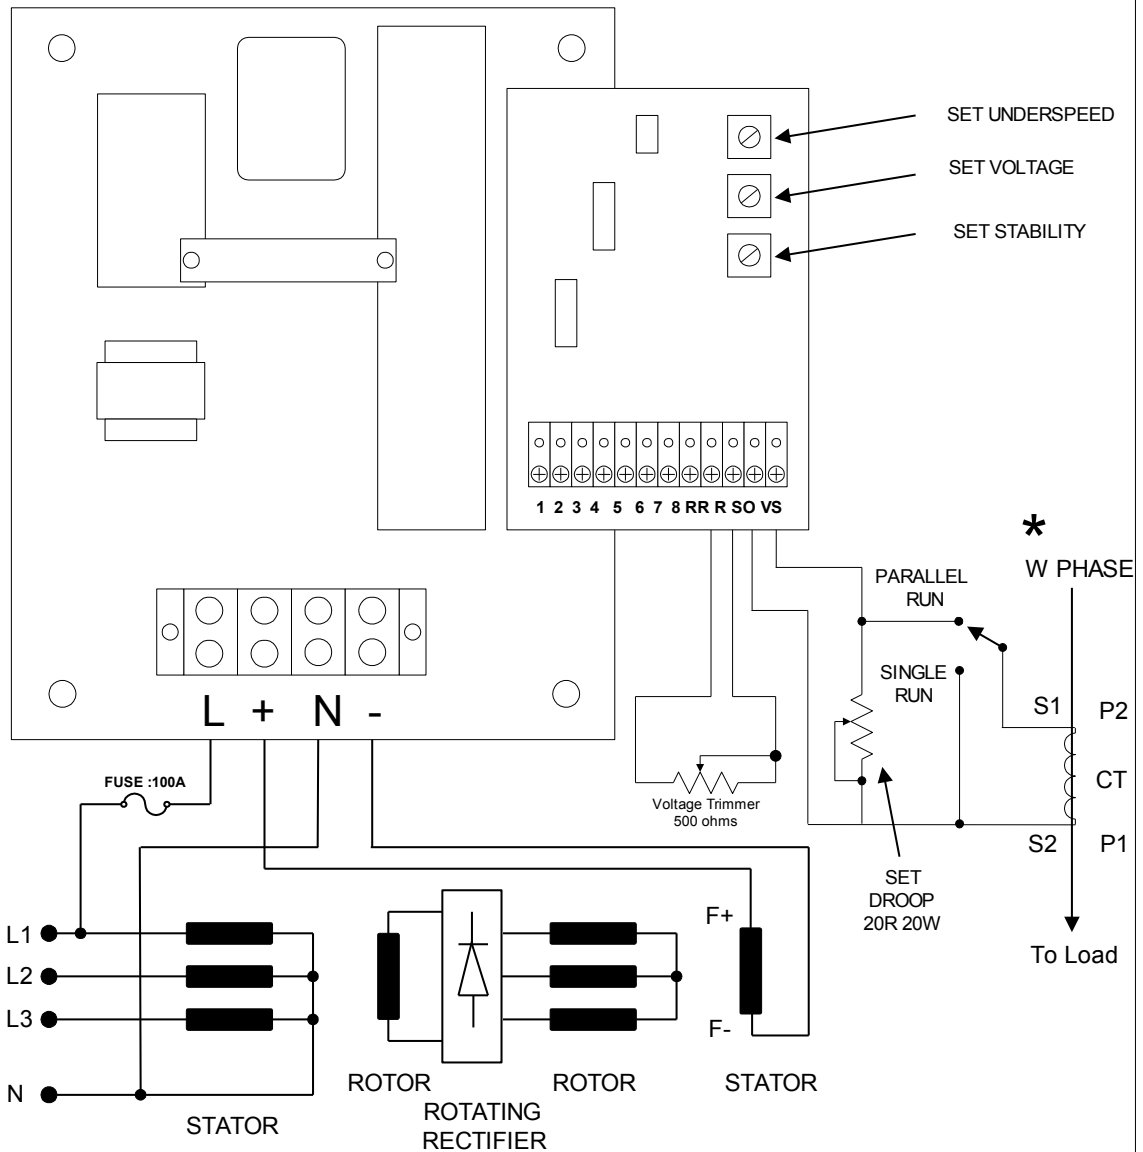 SET UNDERSPEED
SET VOLTAGE
SET STABILITY
1 2 3 4 5 6 7 8 RR R SO VS
*
W PHASE
PARALLEL
RUN
SINGLE
RUN
S1
P2
CT
S2
P1
L + N -
FUSE :100A
Voltage Trimmer
500 ohms
SET
DROOP
20R 20W
To Load
F+
F-
L1
L2
L3
N
STATOR
ROTOR
ROTATING
RECTIFIER
ROTOR
STATOR